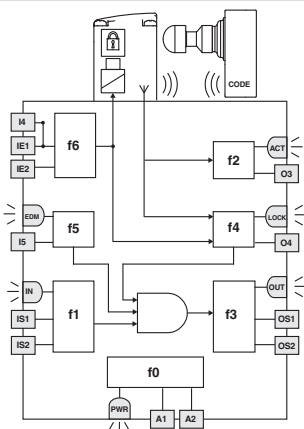 CODE
I4
IE1
IE2
f6
f2
ACT
O3
EDM
I5
f5
f4
LOCK
O4
IN
IS1
IS2
f1
f3
OUT
OS1
OS2
f0
PWR
A1
A2